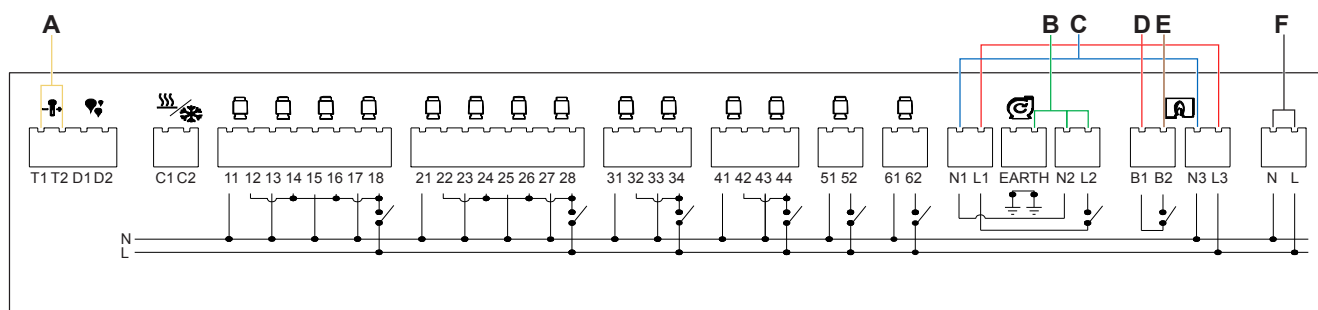 A B C D E F
T1 T2 D1 D2 C1 C2 11 12 13 14 15 16 17 18 21 22 23 24 25 26 27 28 31 32 33 34 41 42 43 44 51 52 61 62 N1 L1 EARTH N2 L2 B1 B2 N3 L3 N L
N
L